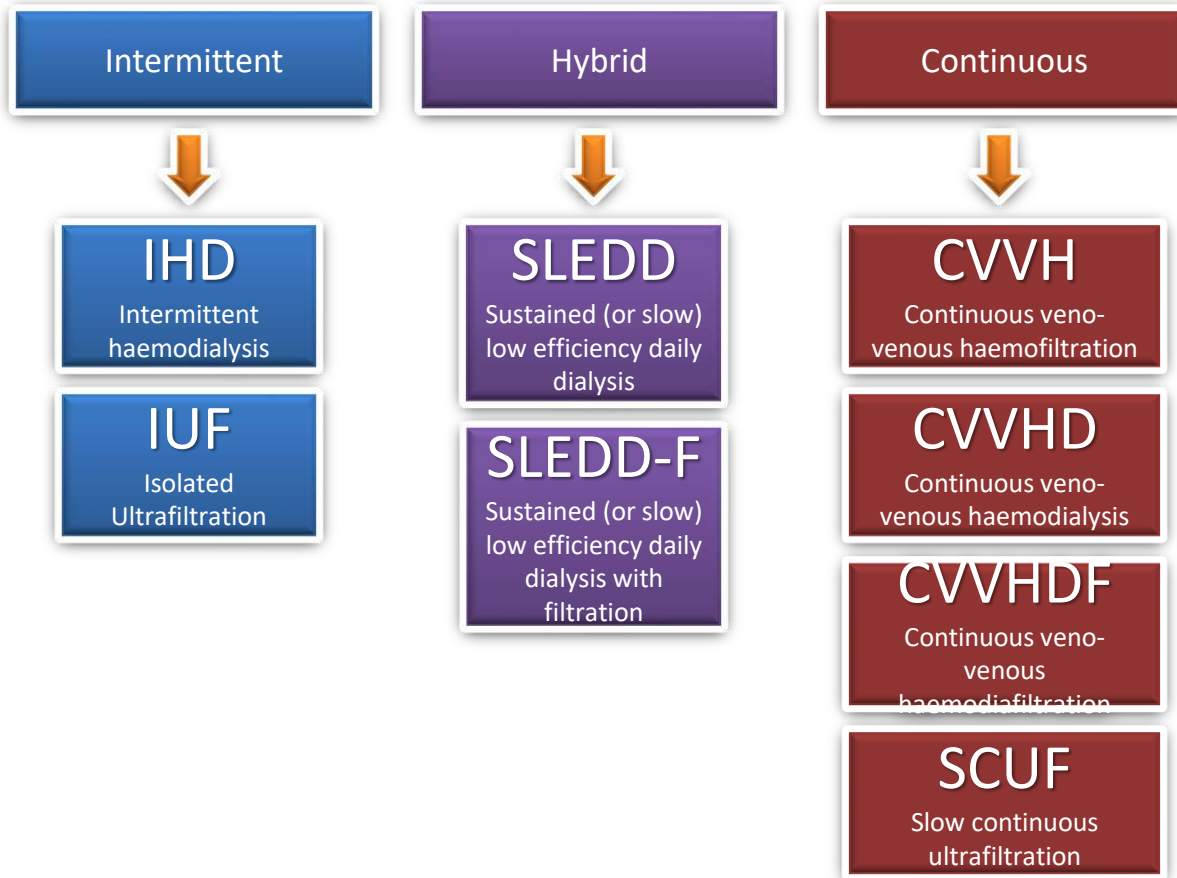 Intermittent
Hybrid
Continuous
IHD
Intermittent
haemodialysis
IUF
Isolated
Ultrafiltration
SLEDD
Sustained (or slow)
low efficiency daily
dialysis
SLEDD-F
Sustained (or slow)
low efficiency daily
dialysis with
filtration
CVVH
Continuous veno-
venous haemofiltration
CVVHD
Continuous veno-
venous haemodialysis
CVVHDF
Continuous veno-
venous
haemodiafiltration
SCUF
Slow continuous
ultrafiltration